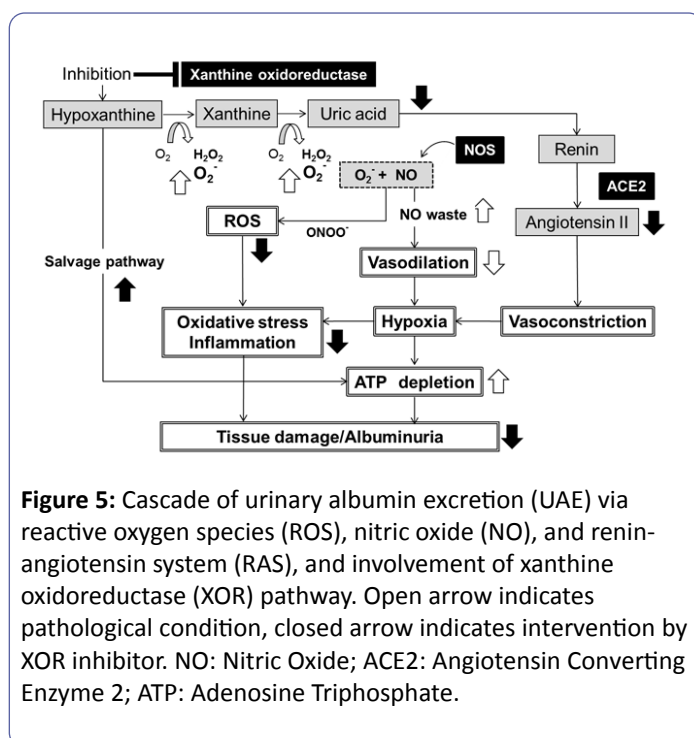 Inhibition
Xanthine oxidoreductase
Hypoxanthine
Xanthine
Uric acid
O₂
H₂O₂
O₂⁻
O₂
H₂O₂
O₂⁻
NOS
Renin
O₂⁻ + NO
ACE2
ROS
ONOO⁻
NO waste
Angiotensin II
Salvage pathway
Vasodilation
Oxidative stress
Inflammation
Hypoxia
Vasoconstriction
ATP depletion
Tissue damage/Albuminuria
Figure 5: Cascade of urinary albumin excretion (UAE) via
reactive oxygen species (ROS), nitric oxide (NO), and renin-
angiotensin system (RAS), and involvement of xanthine
oxidoreductase (XOR) pathway. Open arrow indicates
pathological condition, closed arrow indicates intervention by
XOR inhibitor. NO: Nitric Oxide; ACE2: Angiotensin Converting
Enzyme 2; ATP: Adenosine Triphosphate.